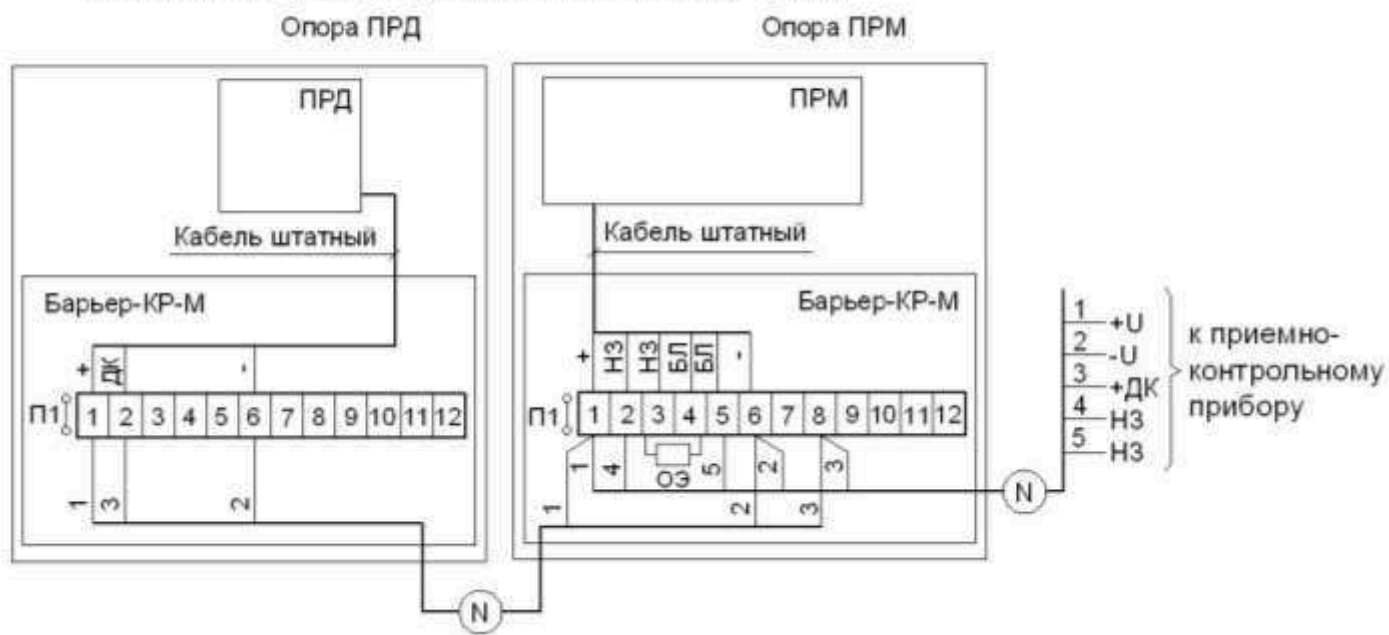 Опора ПРД
Опора ПРМ
ПРД
ПРМ
Кабель штатный
Кабель штатный
Барьер-КР-М
Барьер-КР-М
+ ДК -
+ НЗ НЗ БЛ БЛ -
П1 1 2 3 4 5 6 7 8 9 10 11 12
П1 1 2 3 4 5 6 7 8 9 10 11 12
1 3 2
1 4 ОЭ 5 2 3
1 2 3
N
N
1 +U
2 -U
3 +ДК
4 НЗ
5 НЗ
к приемно-
контрольному
прибору